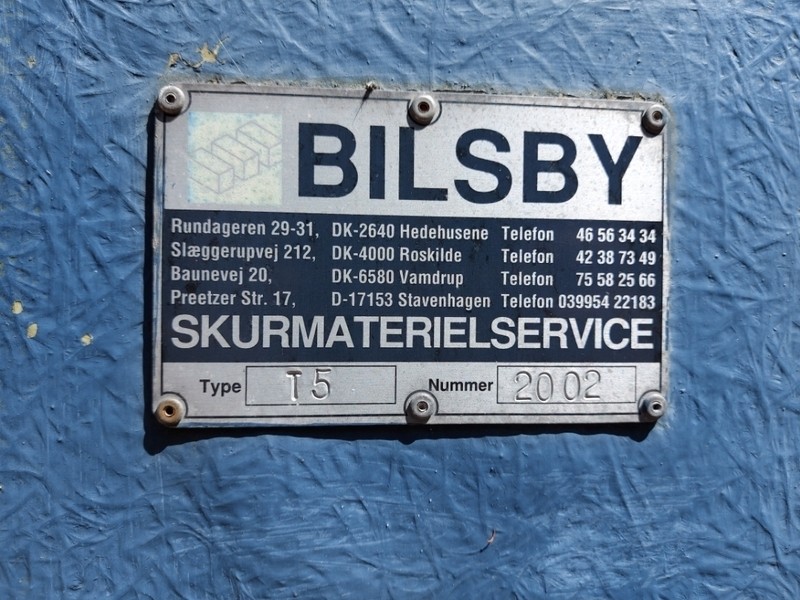 BILSBY
Rundageren 29-31, DK-2640 Hedehusene Telefon 46 56 34 34
Slæggerupvej 212, DK-4000 Roskilde Telefon 42 38 73 49
Baunevej 20, DK-6580 Vamdrup Telefon 75 58 25 66
Preetzer Str. 17, D-17153 Stavenhagen Telefon 039954 22183
SKURMATERIELSERVICE
Type T5 Nummer 2002